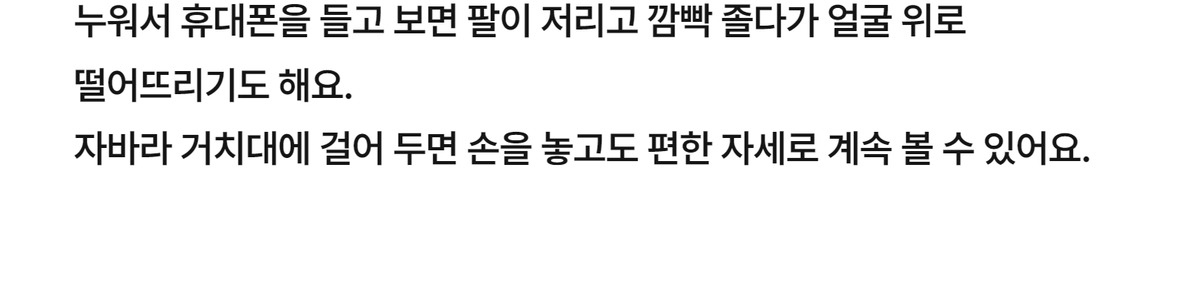 누워서 휴대폰을 들고 보면 팔이 저리고 깜빡 졸다가 얼굴 위로
떨어뜨리기도 해요.
자바라 거치대에 걸어 두면 손을 놓고도 편한 자세로 계속 볼 수 있어요.